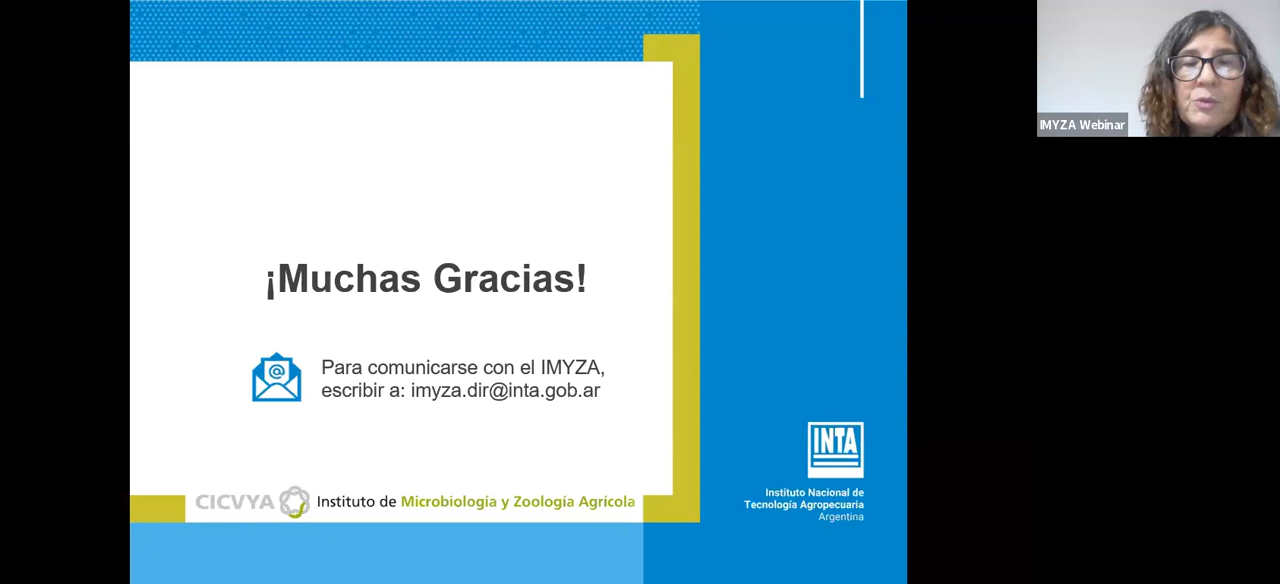 IMYZA Webinar
¡Muchas Gracias!
@
Para comunicarse con el IMYZA,
escribir a: imyza.dir@inta.gob.ar
INTA
Instituto Nacional de
Tecnología Agropecuaria
Argentina
CICVYA Instituto de Microbiología y Zoología Agrícola